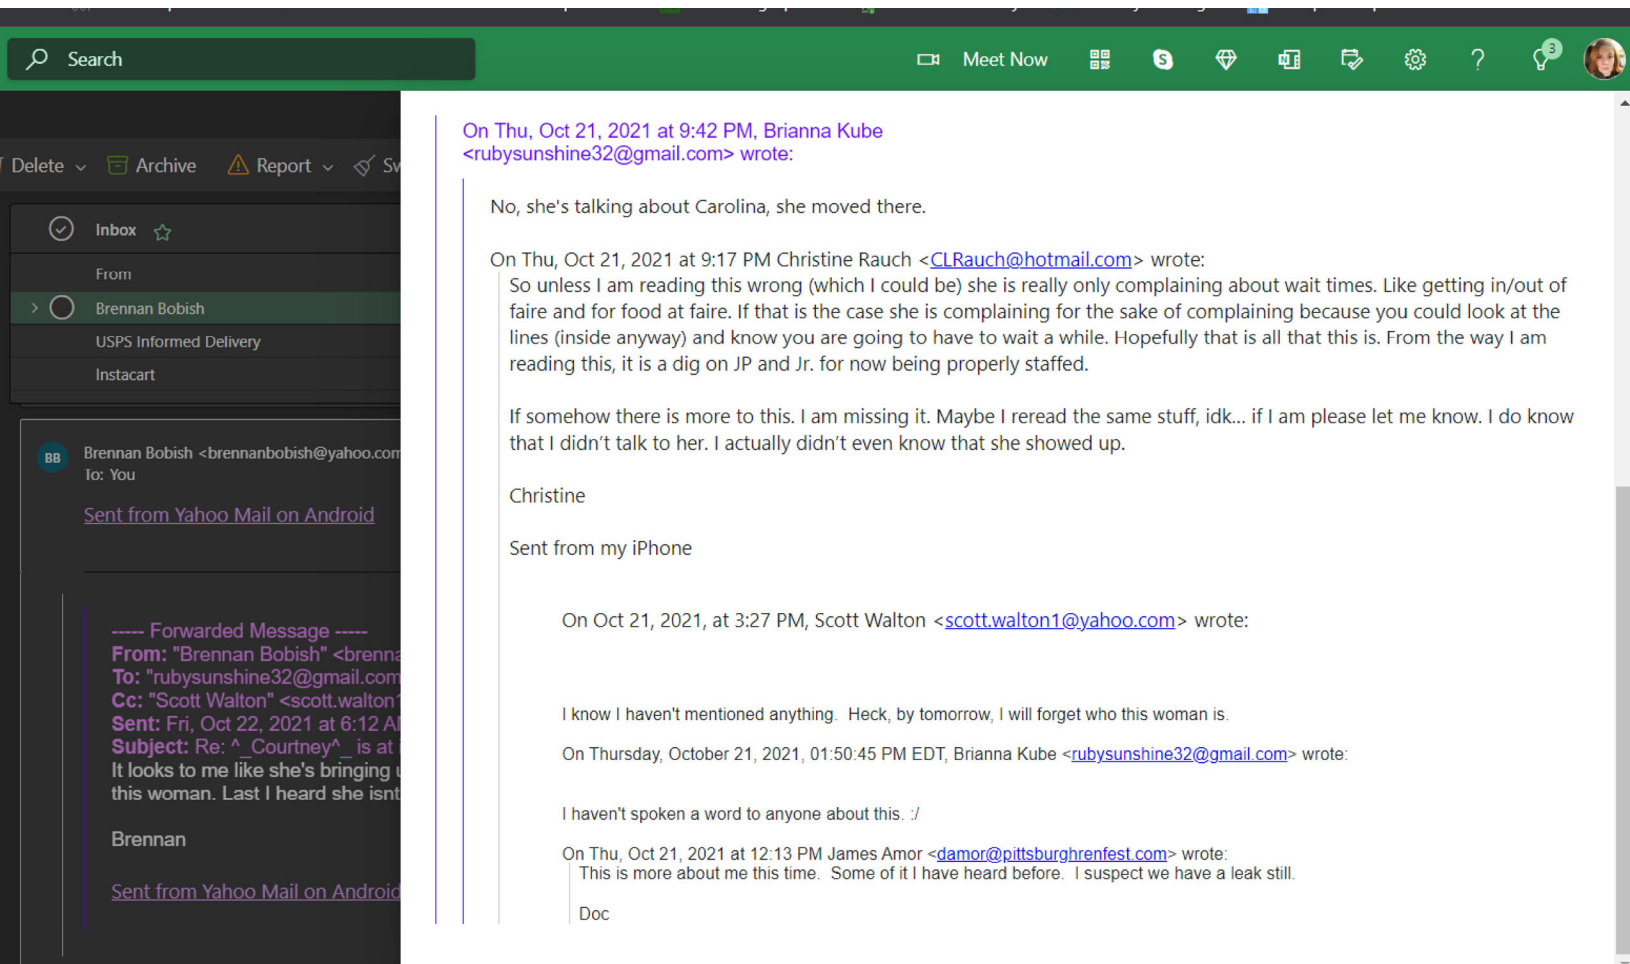 Search
Meet Now
3
Delete
Archive
Report
Inbox
From
Brennan Bobish
USPS Informed Delivery
Instacart
BB
Brennan Bobish <brennanbobish@yahoo.com
To: You
Sent from Yahoo Mail on Android
----- Forwarded Message -----
From: "Brennan Bobish" <brenna
To: "rubysunshine32@gmail.com
Cc: "Scott Walton" <scott.walton1
Sent: Fri, Oct 22, 2021 at 6:12 A
Subject: Re: ^_Courtney^_ is at
It looks to me like she's bringing
this woman. Last I heard she isnt
Brennan
Sent from Yahoo Mail on Android
On Thu, Oct 21, 2021 at 9:42 PM, Brianna Kube
<rubysunshine32@gmail.com> wrote:
No, she's talking about Carolina, she moved there.
On Thu, Oct 21, 2021 at 9:17 PM Christine Rauch <CLRauch@hotmail.com> wrote:
So unless I am reading this wrong (which I could be) she is really only complaining about wait times. Like getting in/out of
faire and for food at faire. If that is the case she is complaining for the sake of complaining because you could look at the
lines (inside anyway) and know you are going to have to wait a while. Hopefully that is all that this is. From the way I am
reading this, it is a dig on JP and Jr. for now being properly staffed.
If somehow there is more to this. I am missing it. Maybe I reread the same stuff, idk... if I am please let me know. I do know
that I didn't talk to her. I actually didn't even know that she showed up.
Christine
Sent from my iPhone
On Oct 21, 2021, at 3:27 PM, Scott Walton <scott.walton1@yahoo.com> wrote:
I know I haven't mentioned anything. Heck, by tomorrow, I will forget who this woman is.
On Thursday, October 21, 2021, 01:50:45 PM EDT, Brianna Kube <rubysunshine32@gmail.com> wrote:
I haven't spoken a word to anyone about this. :/
On Thu, Oct 21, 2021 at 12:13 PM James Amor <damor@pittsburghrenfest.com> wrote:
This is more about me this time. Some of it I have heard before. I suspect we have a leak still.
Doc